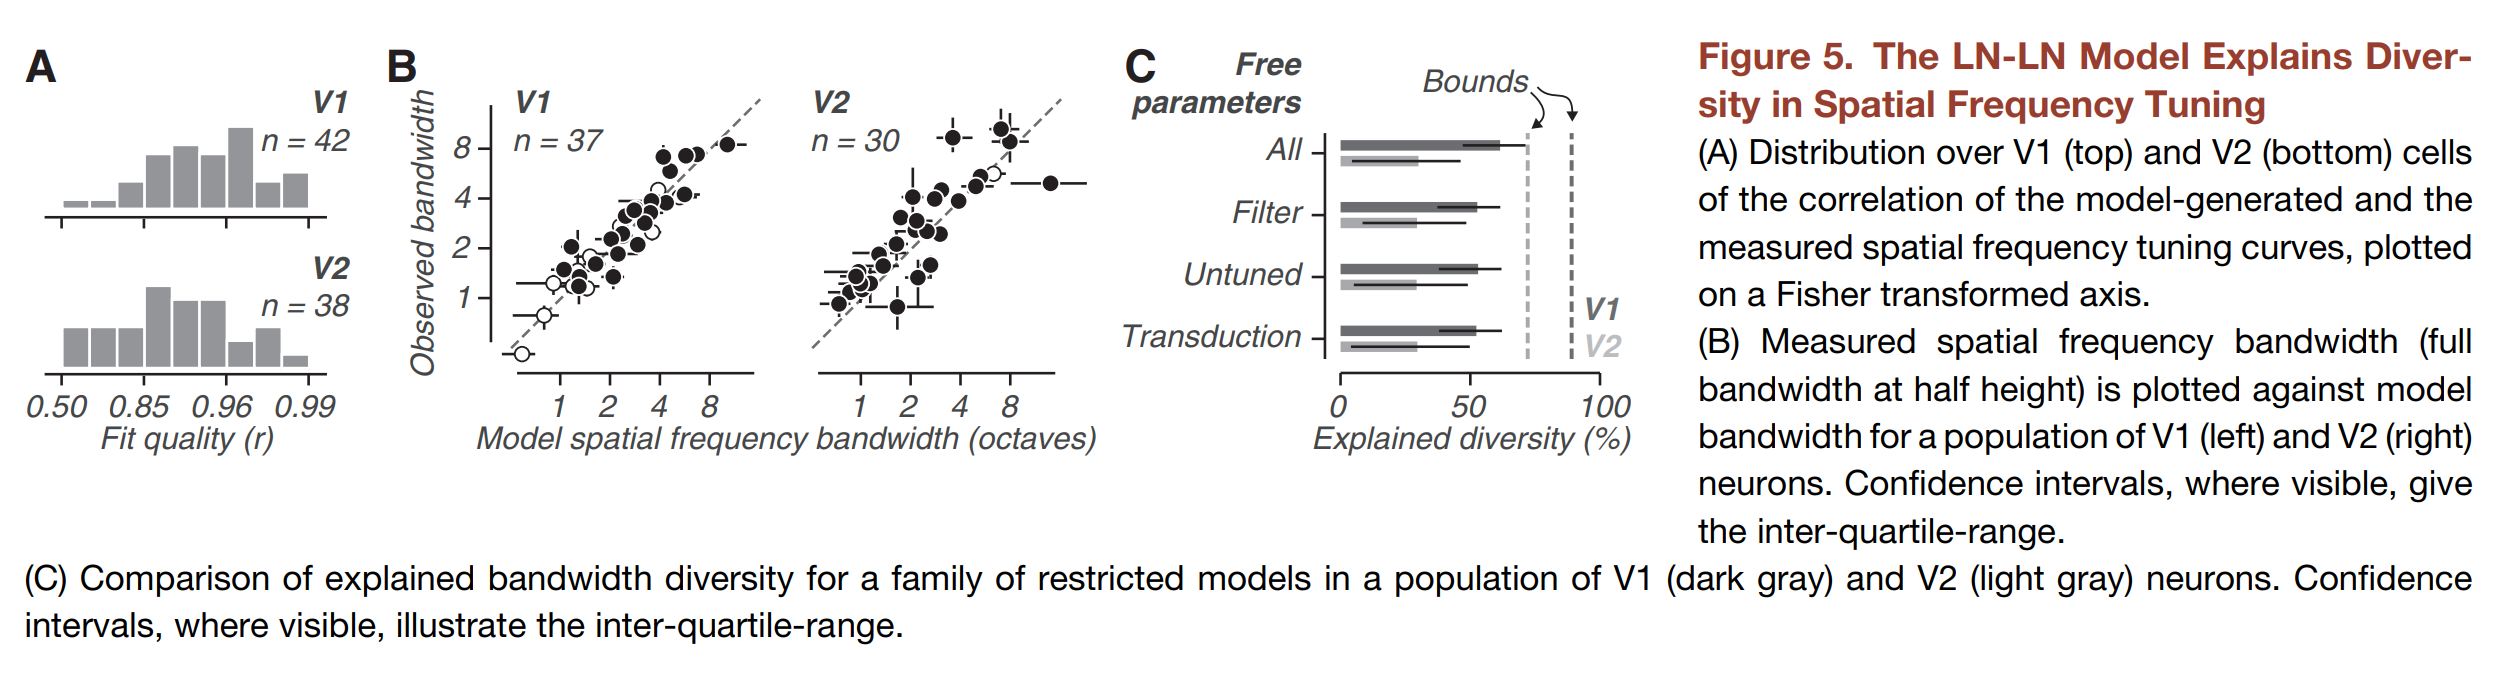 A
V1
n = 42
V2
n = 38
0.50 0.85 0.96 0.99
Fit quality (r)
B
Observed bandwidth
8
4
2
1
V1
n = 37
1 2 4 8
V2
n = 30
1 2 4 8
Model spatial frequency bandwidth (octaves)
C
Free
parameters
Bounds
All
Filter
Untuned
Transduction
V1
V2
0 50 100
Explained diversity (%)
Figure 5. The LN-LN Model Explains Diver-
sity in Spatial Frequency Tuning
(A) Distribution over V1 (top) and V2 (bottom) cells
of the correlation of the model-generated and the
measured spatial frequency tuning curves, plotted
on a Fisher transformed axis.
(B) Measured spatial frequency bandwidth (full
bandwidth at half height) is plotted against model
bandwidth for a population of V1 (left) and V2 (right)
neurons. Confidence intervals, where visible, give
the inter-quartile-range.
(C) Comparison of explained bandwidth diversity for a family of restricted models in a population of V1 (dark gray) and V2 (light gray) neurons. Confidence
intervals, where visible, illustrate the inter-quartile-range.